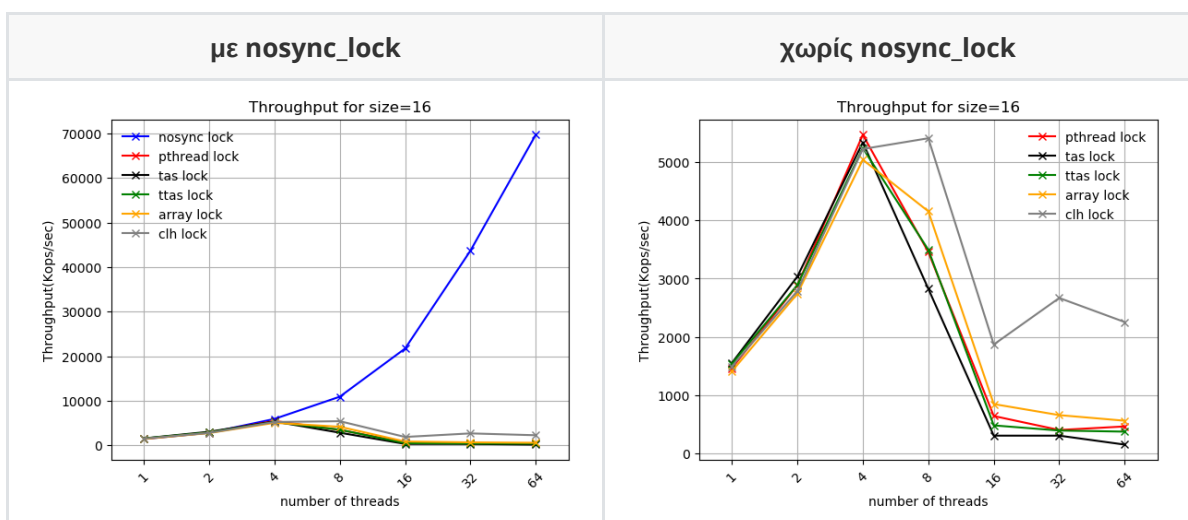 με nosync_lock
χωρίς nosync_lock
Throughput for size=16
Throughput(Kops/sec)
70000
60000
50000
40000
30000
20000
10000
0
nosync lock
pthread lock
tas lock
ttas lock
array lock
clh lock
1 2 4 8 16 32 64
number of threads
Throughput for size=16
Throughput(Kops/sec)
5000
4000
3000
2000
1000
0
pthread lock
tas lock
ttas lock
array lock
clh lock
1 2 4 8 16 32 64
number of threads